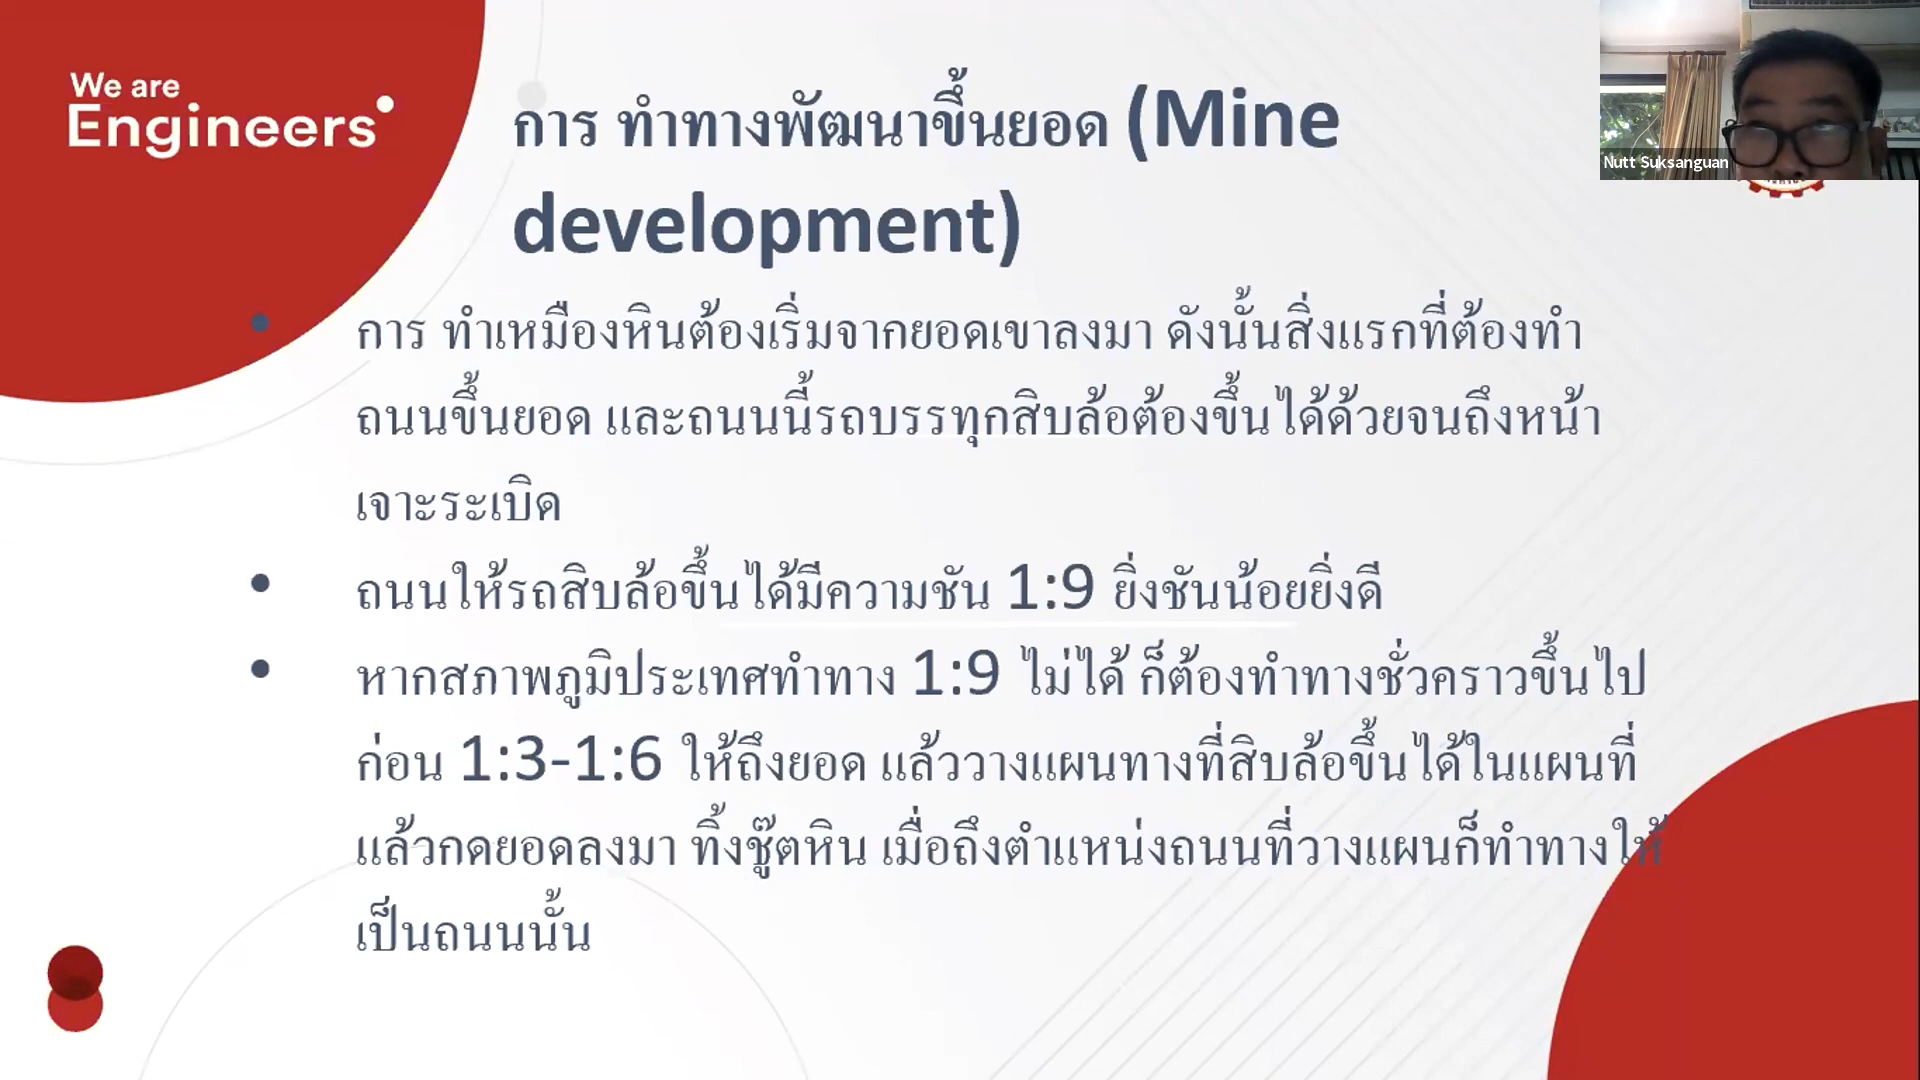 We are
Engineers
การ ทำทางพัฒนาขึ้นยอด (Mine
development)
Nutt Suksanguan
• การ ทำเหมืองหินต้องเริ่มจากยอดเขาลงมา ดังนั้นสิ่งแรกที่ต้องทำ
ถนนขึ้นยอด และถนนนี้รถบรรทุกสิบล้อต้องขึ้นได้ด้วยจนถึงหน้า
เจาะระเบิด
• ถนนให้รถสิบล้อขึ้นได้มีความชัน 1:9 ยิ่งชันน้อยยิ่งดี
• หากสภาพภูมิประเทศทำทาง 1:9 ไม่ได้ ก็ต้องทำทางชั่วคราวขึ้นไป
ก่อน 1:3-1:6 ให้ถึงยอด แล้ววางแผนทางที่สิบล้อขึ้นได้ในแผนที่
แล้วกดยอดลงมา ทิ้งชู๊ตหิน เมื่อถึงตำแหน่งถนนที่วางแผนก็ทำทางให้
เป็นถนนนั้น